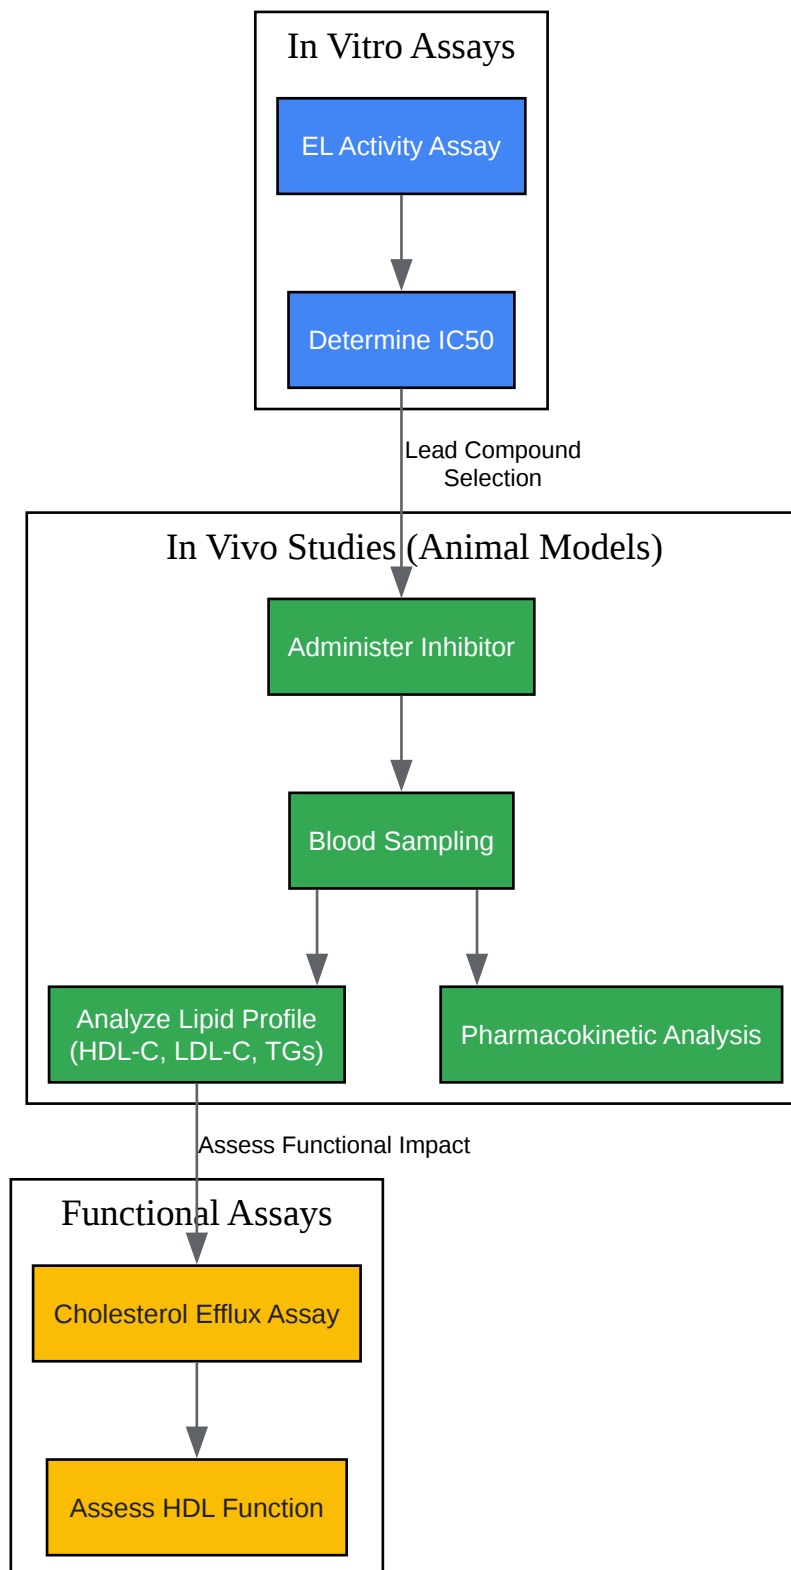 In Vitro Assays
EL Activity Assay
Determine IC50
Lead Compound
Selection
In Vivo Studies (Animal Models)
Administer Inhibitor
Blood Sampling
Analyze Lipid Profile
(HDL-C, LDL-C, TGs)
Pharmacokinetic Analysis
Assess Functional Impact
Functional Assays
Cholesterol Efflux Assay
Assess HDL Function